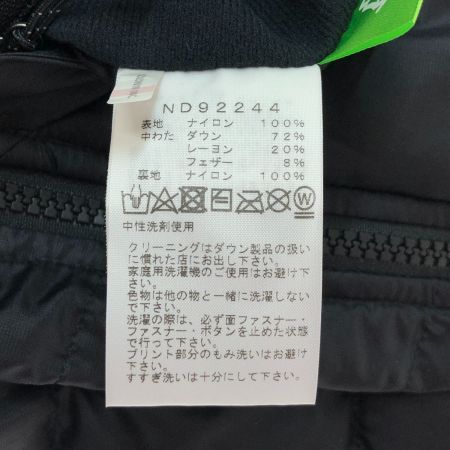 ND92244
表地 ナイロン 100%
中わた ダウン 72%
レーヨン 20%
フェザー 8%
裏地 ナイロン 100%
W
中性洗剤使用
クリーニングはダウン製品の扱い
に慣れた店にお出し下さい。
家庭用洗濯機のご使用はお避け下
さい。
色物は他の物と一緒に洗濯しない
で下さい。
洗濯の際は、必ず面ファスナー・
ファスナー・ボタンを止めた状態
で行って下さい。
プリント部分のもみ洗いはお避け
下さい。
すすぎ洗いは十分にして下さい。